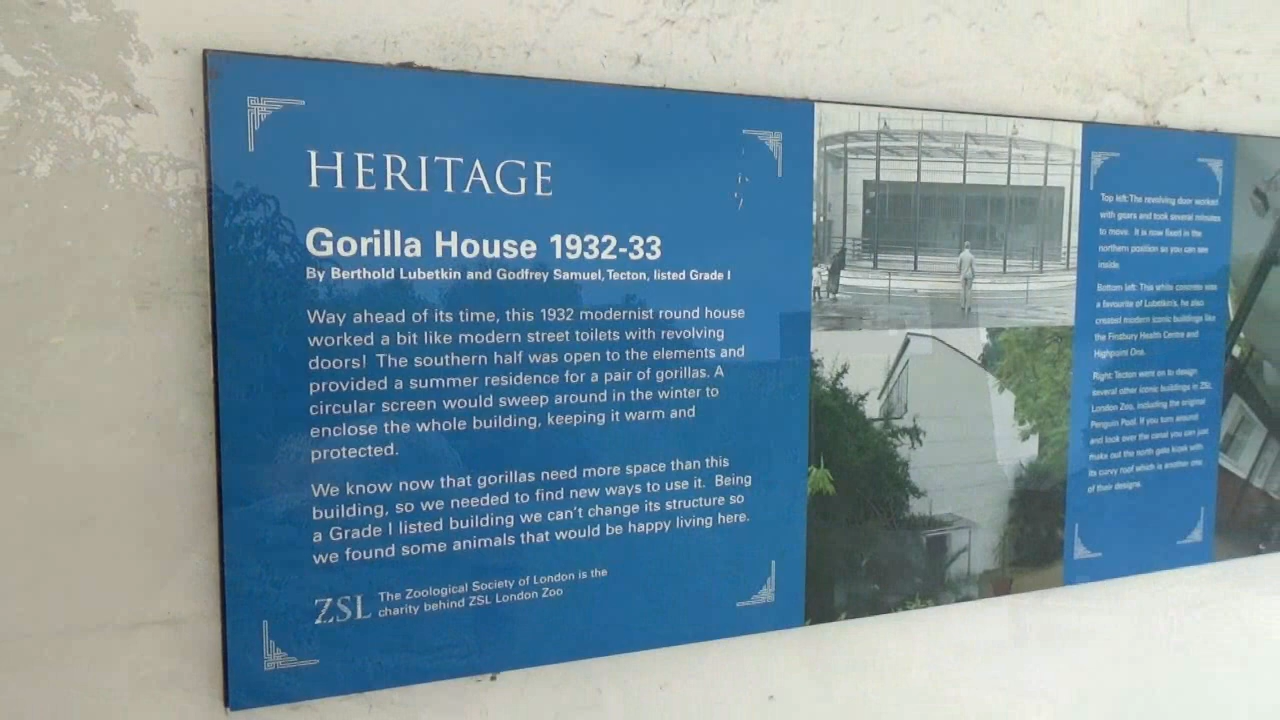 HERITAGE
Gorilla House 1932-33
By Berthold Lubetkin and Godfrey Samuel, Tecton, listed Grade I
Way ahead of its time, this 1932 modernist round house
worked a bit like modern street toilets with revolving
doors! The southern half was open to the elements and
provided a summer residence for a pair of gorillas. A
circular screen would sweep around in the winter to
enclose the whole building, keeping it warm and
protected.
We know now that gorillas need more space than this
building, so we needed to find new ways to use it. Being
a Grade I listed building we can't change its structure so
we found some animals that would be happy living here.
ZSL
The Zoological Society of London is the
charity behind ZSL London Zoo
Top left: The revolving door worked
with gears and took several minutes
to move. It is now fixed in the
northern position so you can see
inside
Bottom left: This white concrete was
a favourite of Lubetkin's, he also
created modern iconic buildings like
the Finsbury Health Centre and
Highpoint One.
Right: Tecton went on to design
several other iconic buildings in ZSL
London Zoo, including the original
Penguin Pool. If you turn around
and look over the canal you can just
make out the north gate kiosk with
its curvy roof which is another one
of their designs.